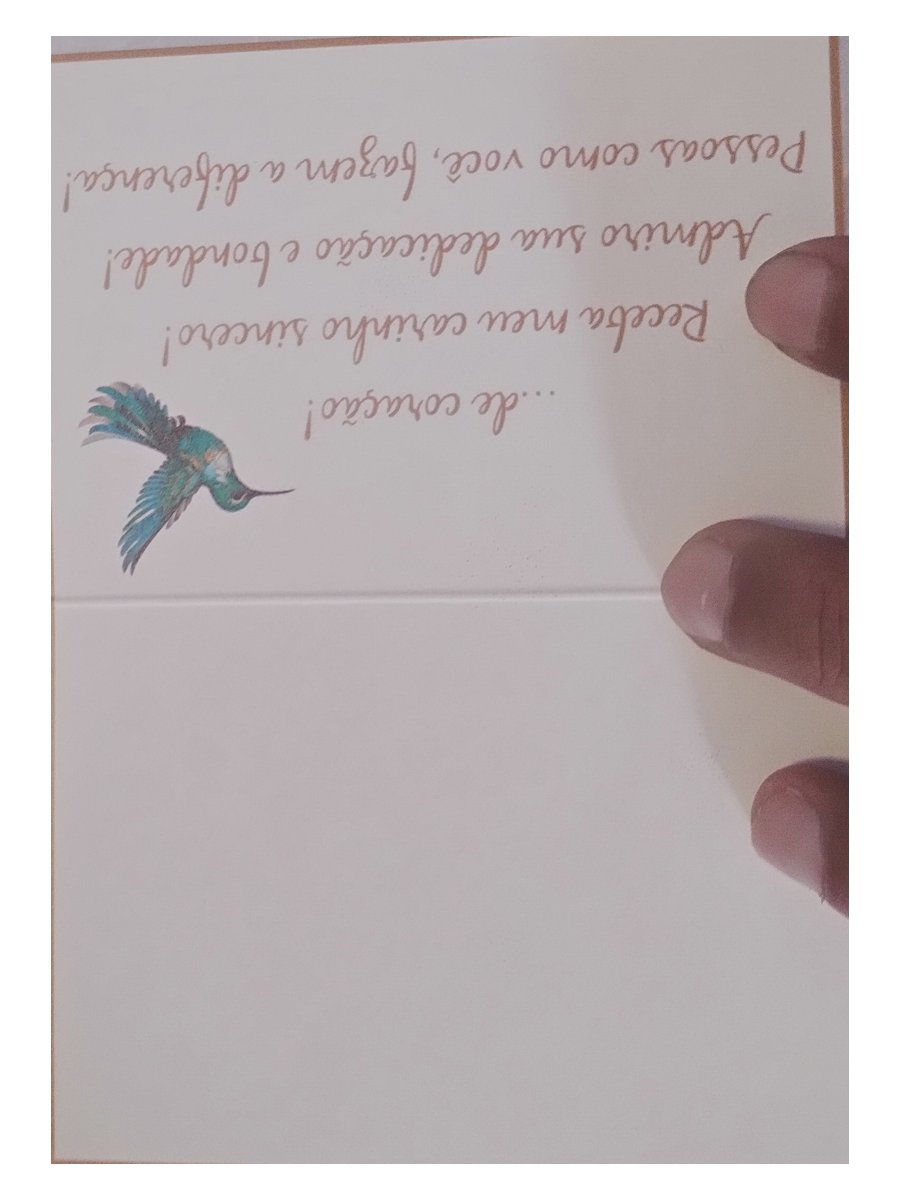 Pessoas como você, fazem a diferença!
Admiro sua dedicação e bondade!
Receba meu carinho sincero!
...de coração!